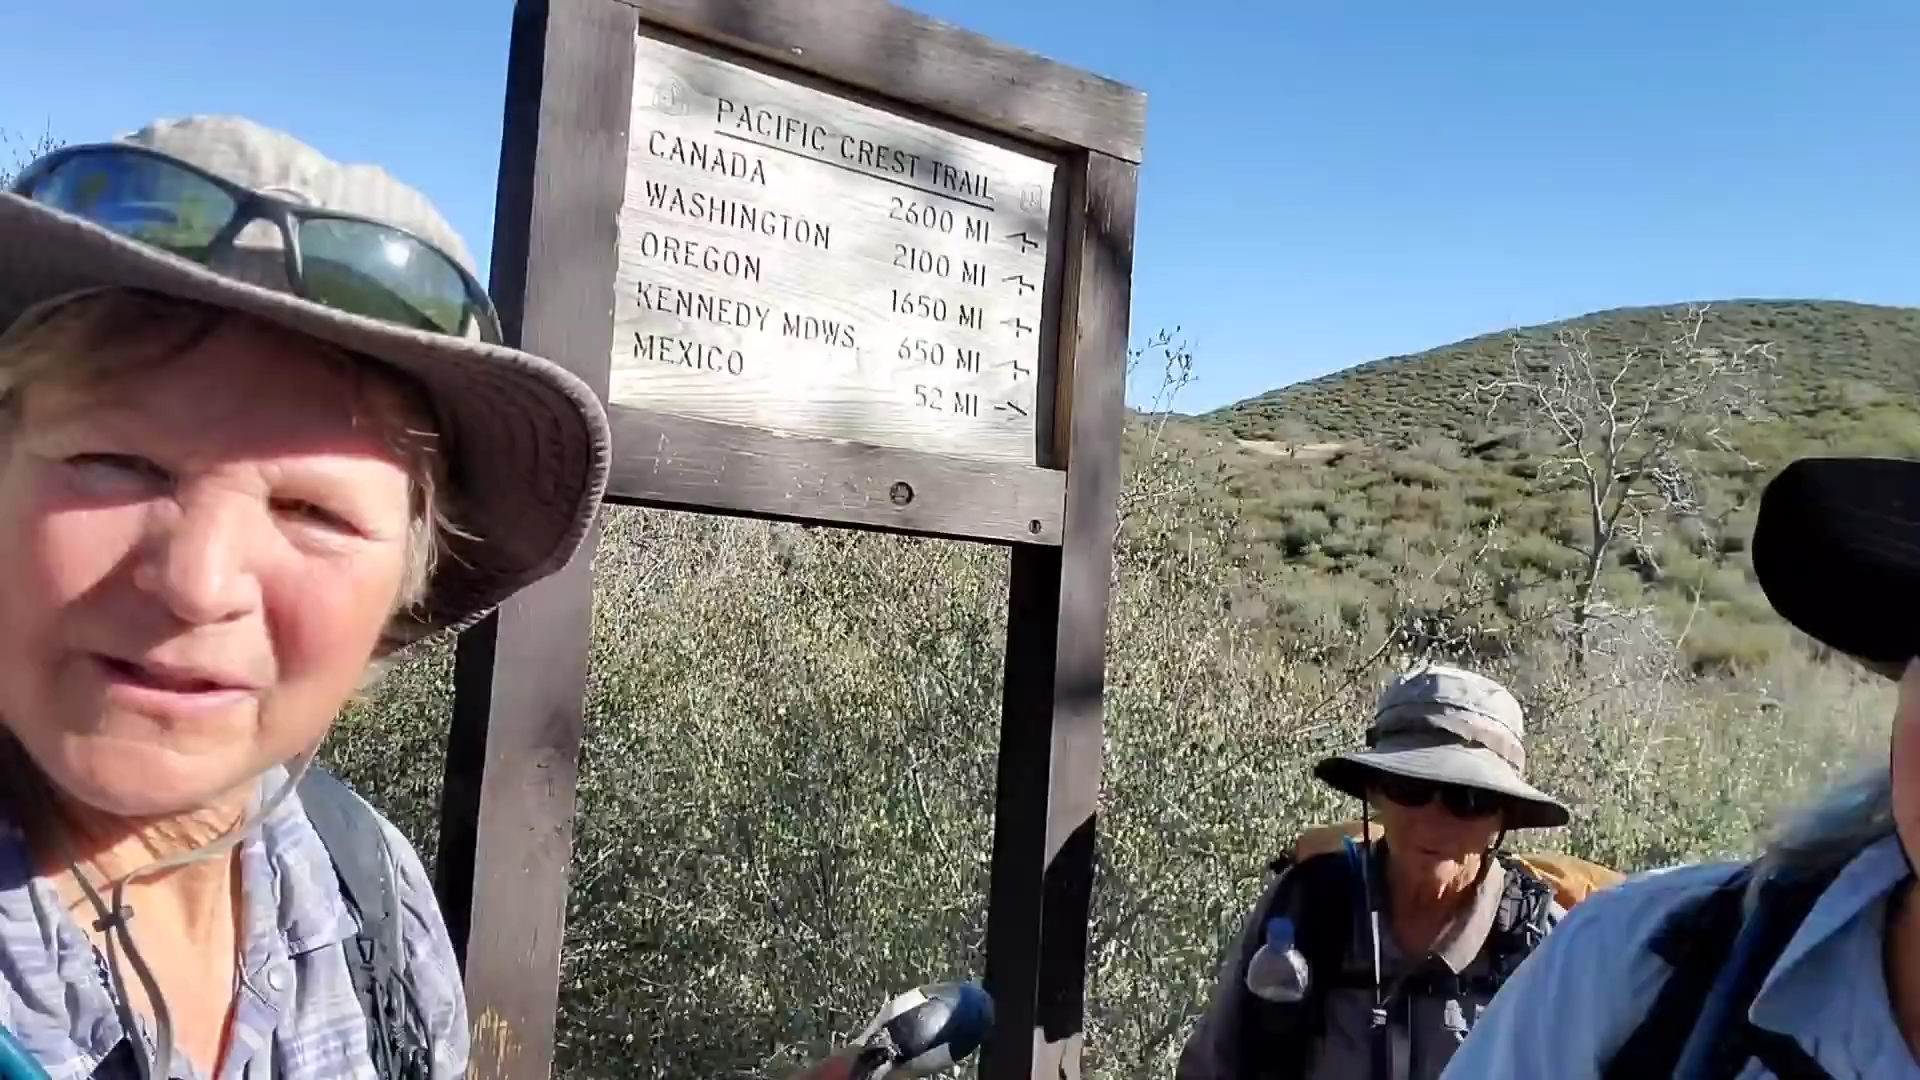 PACIFIC CREST TRAIL
CANADA 2600 MI
WASHINGTON 2100 MI
OREGON 1650 MI
KENNEDY MDWS. 650 MI
MEXICO 52 MI